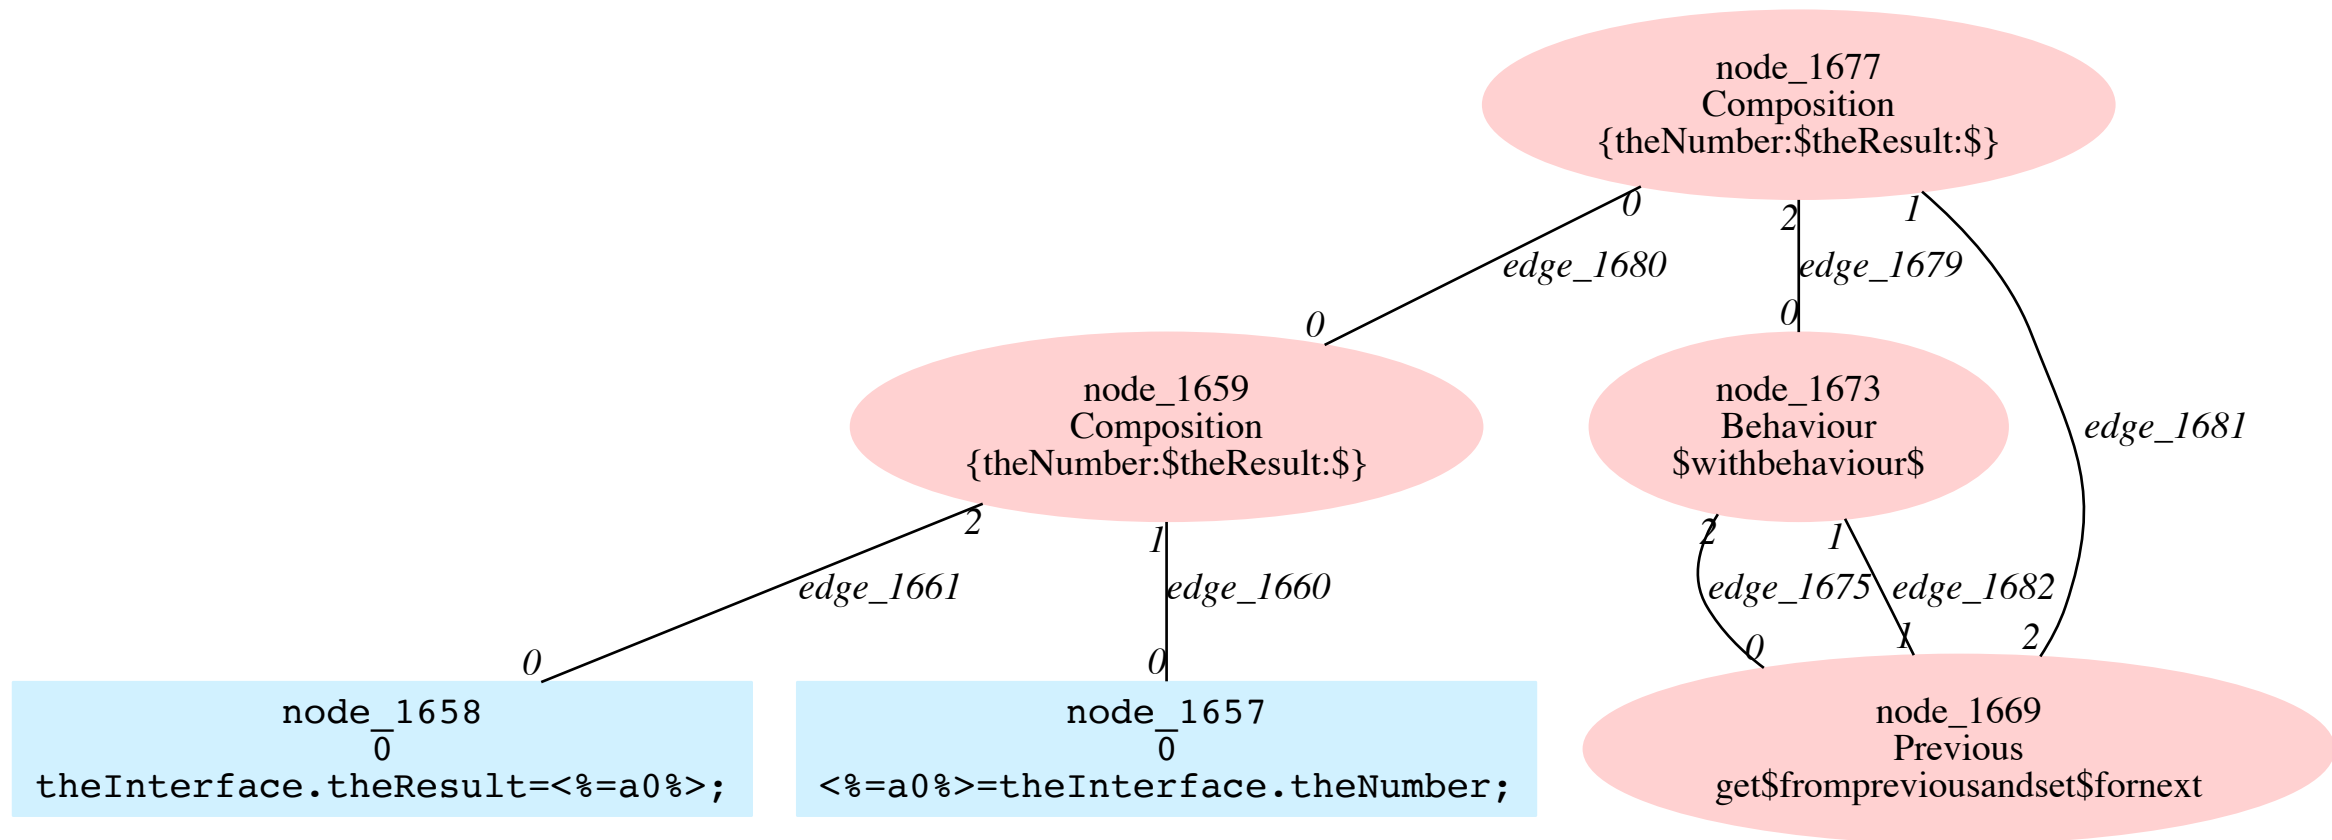 node_1677
Composition
{theNumber:$theResult:$}
0
2
1
edge_1680
edge_1679
0
0
node_1659
Composition
{theNumber:$theResult:$}
node_1673
Behaviour
$withbehaviour$
edge_1681
2
1
2
1
edge_1661
edge_1660
edge_1675
edge_1682
0
0
0
1
2
node_1658
0
theInterface.theResult=<%=a0%>;
node_1657
0
<%=a0%>=theInterface.theNumber;
node_1669
Previous
get$frompreviousandset$fornext